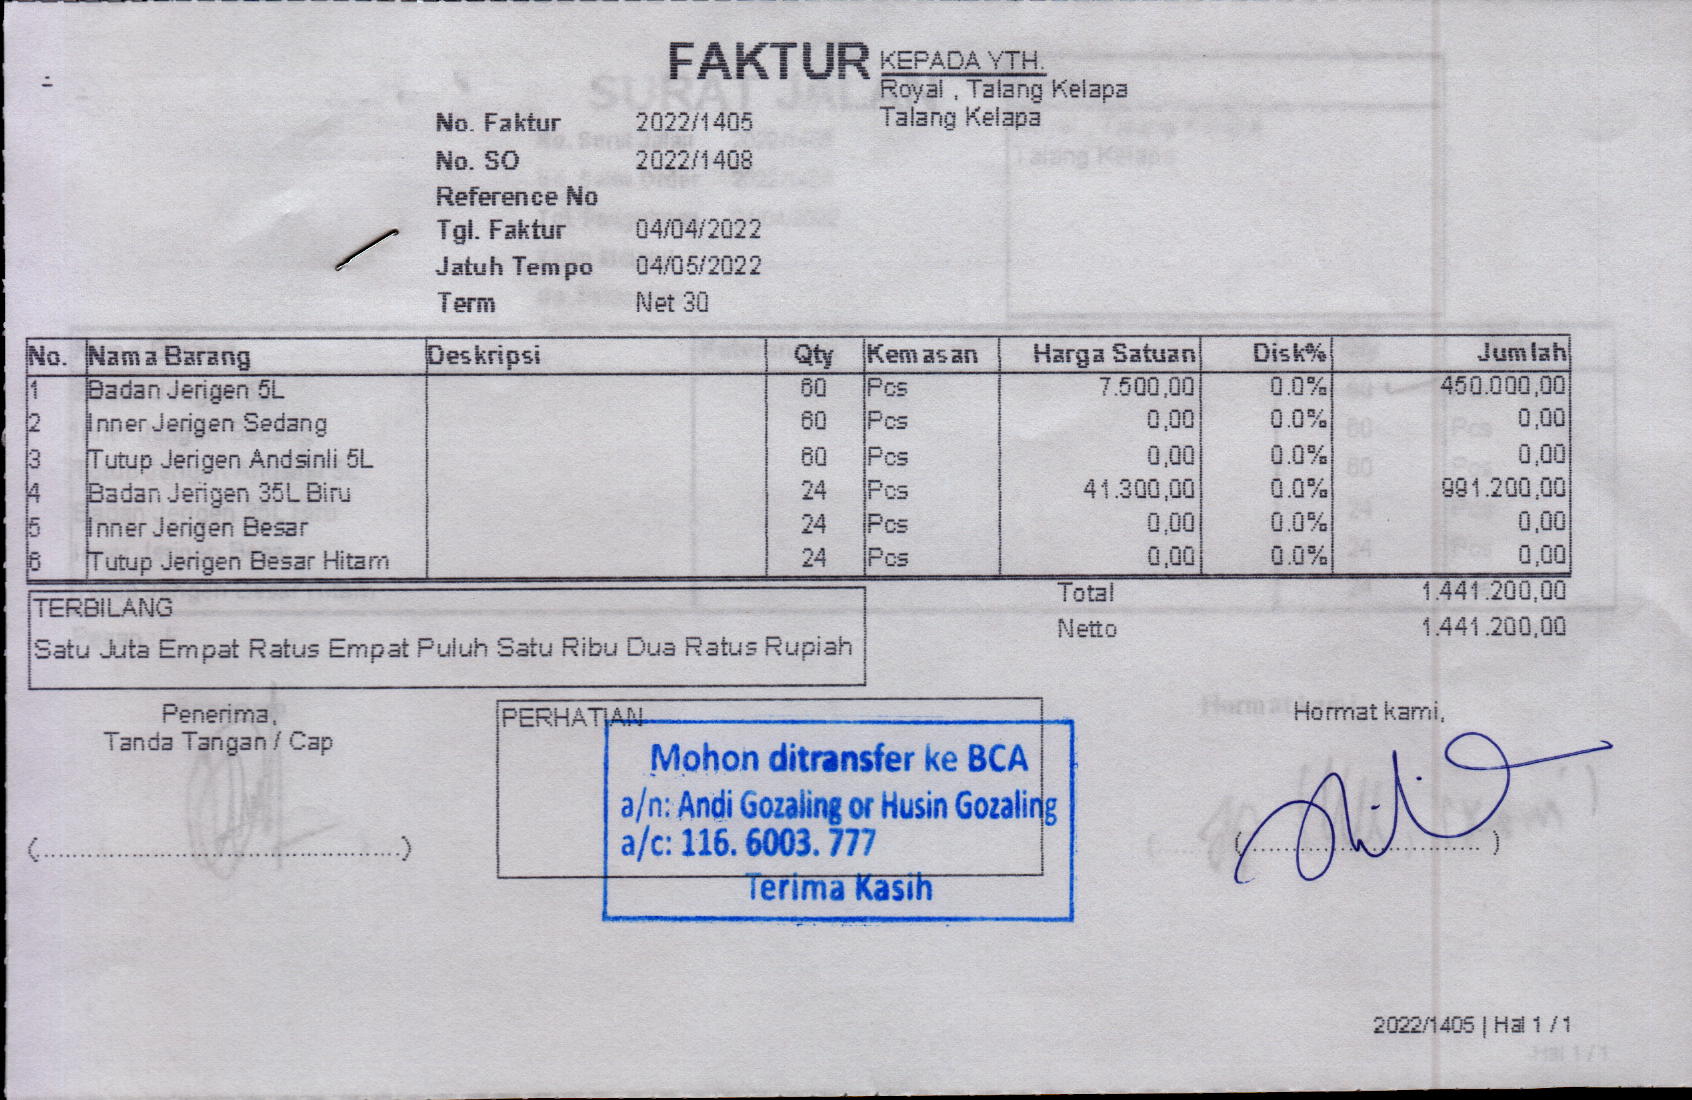 FAKTUR
KEPADA YTH.
Royal , Talang Kelapa
Talang Kelapa
No. Faktur 2022/1405
No. SO 2022/1408
Reference No
Tgl. Faktur 04/04/2022
Jatuh Tempo 04/05/2022
Term Net 30
No. Nama Barang Deskripsi Qty Kemasan Harga Satuan Disk% Jumlah
1 Badan Jerigen 5L 60 Pcs 7.500,00 0.0% 450.000,00
2 Inner Jerigen Sedang 60 Pcs 0,00 0.0% 0,00
3 Tutup Jerigen Andsinli 5L 60 Pcs 0,00 0.0% 0,00
4 Badan Jerigen 35L Biru 24 Pcs 41.300,00 0.0% 991.200,00
5 Inner Jerigen Besar 24 Pcs 0,00 0.0% 0,00
6 Tutup Jerigen Besar Hitam 24 Pcs 0,00 0.0% 0,00
Total 1.441.200,00
Netto 1.441.200,00
TERBILANG
Satu Juta Empat Ratus Empat Puluh Satu Ribu Dua Ratus Rupiah
Penerima,
Tanda Tangan / Cap
(..................................................)
PERHATIAN
Mohon ditransfer ke BCA
a/n: Andi Gozaling or Husin Gozaling
a/c: 116. 6003. 777
Terima Kasih
Hormat kami,
(..................................)
2022/1405 | Hal 1 / 1